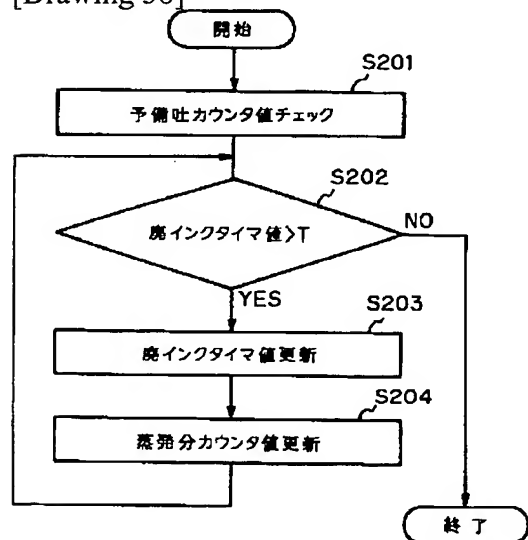 開始
S201
予備吐カウンタ値チェック
S202
廃インクタイマ値>T
NO
YES
S203
廃インクタイマ値更新
S204
蒸発分カウンタ値更新
終了